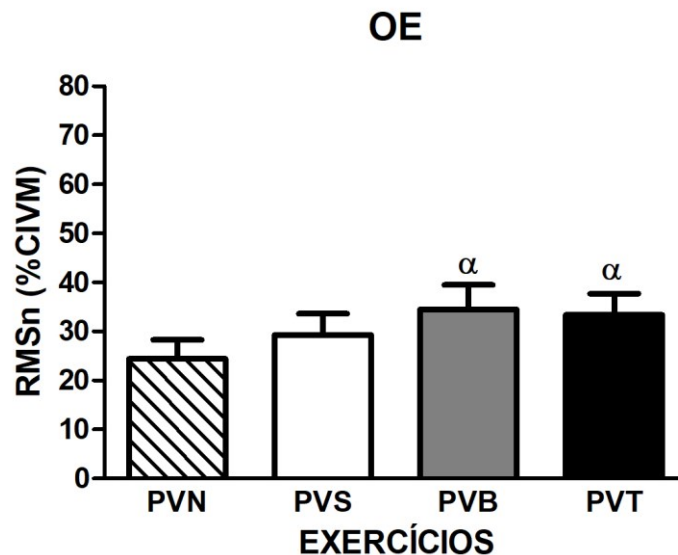 OE
RMSn (%CIVM)
80
70
60
50
40
30
20
10
0
α
α
PVN PVS PVB PVT
EXERCÍCIOS